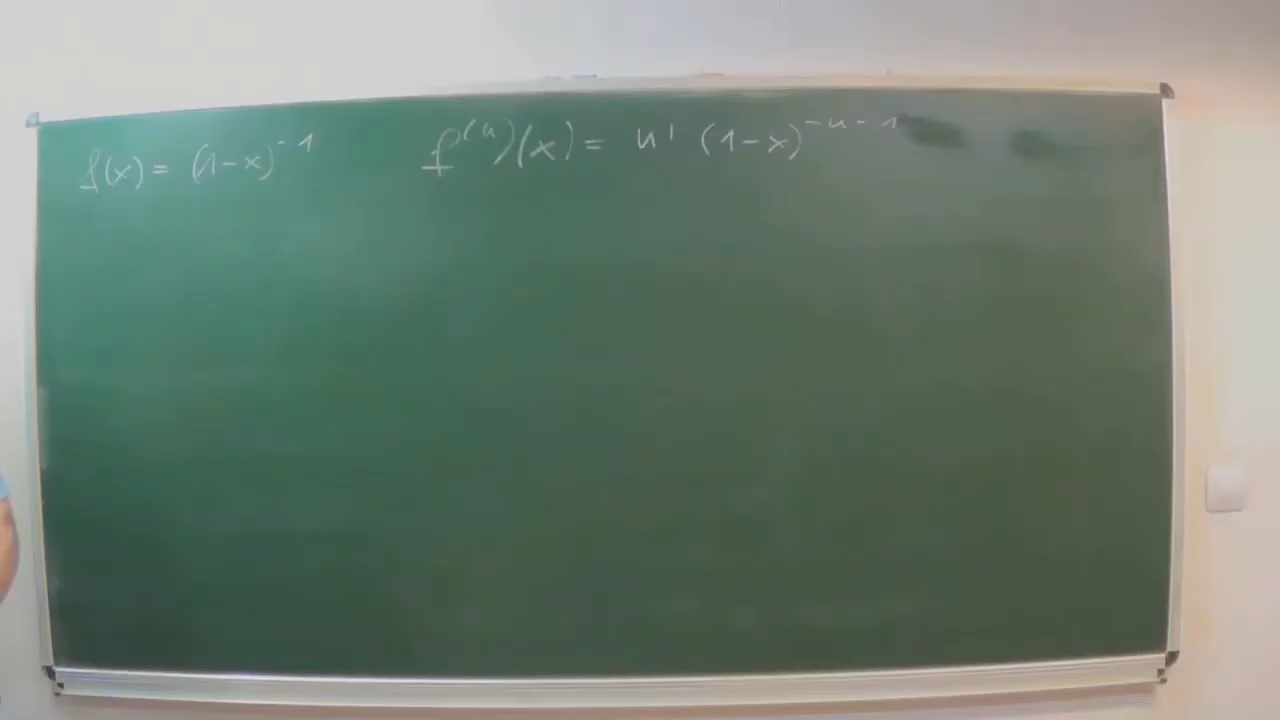 f(x) = (1-x)^{-1} f^{(n)}(x) = n! (1-x)^{-n-1}